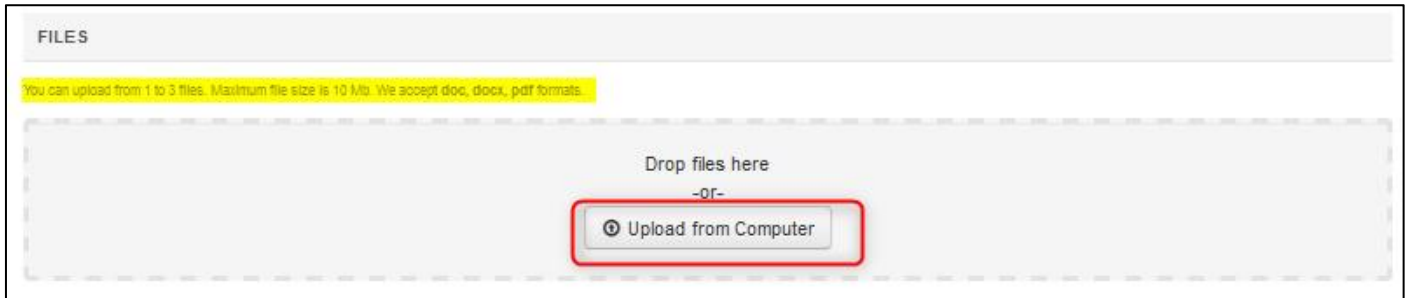 FILES
You can upload from 1 to 3 files. Maximum file size is 10 Mb. We accept doc, docx, pdf formats.
Drop files here
-or-
Upload from Computer